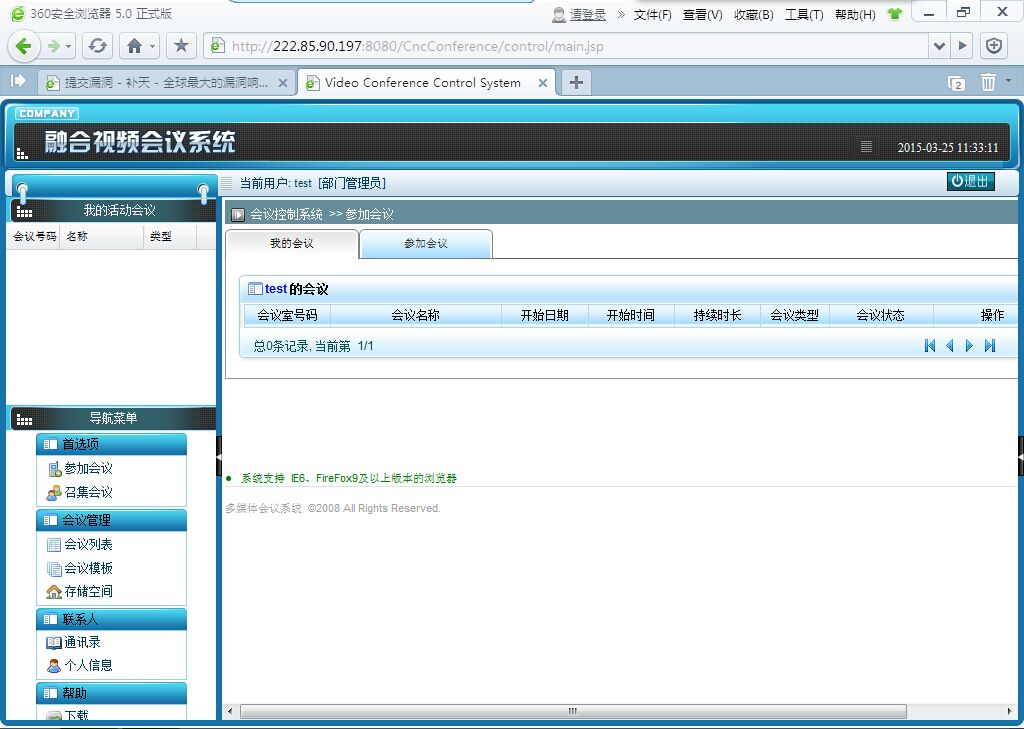 360安全浏览器 5.0 正式版
请登录 » 文件(F) 查看(V) 收藏(B) 工具(T) 帮助(H)
http://222.85.90.197:8080/CncConference/control/main.jsp
提交漏洞 - 补天 - 全球最大的漏洞响...
Video Conference Control System
2
COMPANY
融合视频会议系统
2015-03-25 11:33:11
当前用户: test [部门管理员]
退出
我的活动会议
会议号码 名称 类型
会议控制系统 >> 参加会议
我的会议 参加会议
test的会议
会议室号码 会议名称 开始日期 开始时间 持续时长 会议类型 会议状态 操作
总0条记录, 当前第 1/1
导航菜单
首选项
参加会议
召集会议
会议管理
会议列表
会议模板
存储空间
联系人
通讯录
个人信息
帮助
下载
系统支持 IE6、FireFox9及以上版本的浏览器
多媒体会议系统 ©2008 All Rights Reserved.